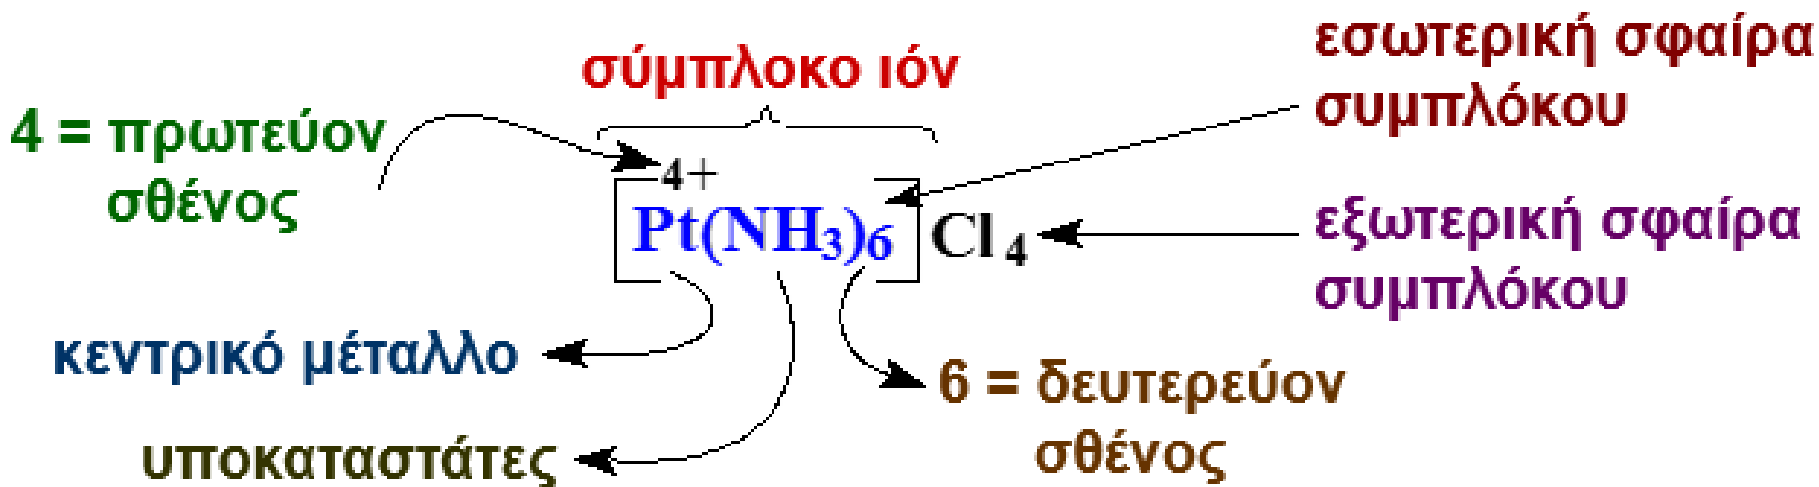 εσωτερική σφαίρα
συμπλόκου
σύμπλοκο ιόν
4 = πρωτεύον
σθένος
4+
[Pt(NH3)6]Cl4
εξωτερική σφαίρα
συμπλόκου
κεντρικό μέταλλο
6 = δευτερεύον
σθένος
υποκαταστάτες